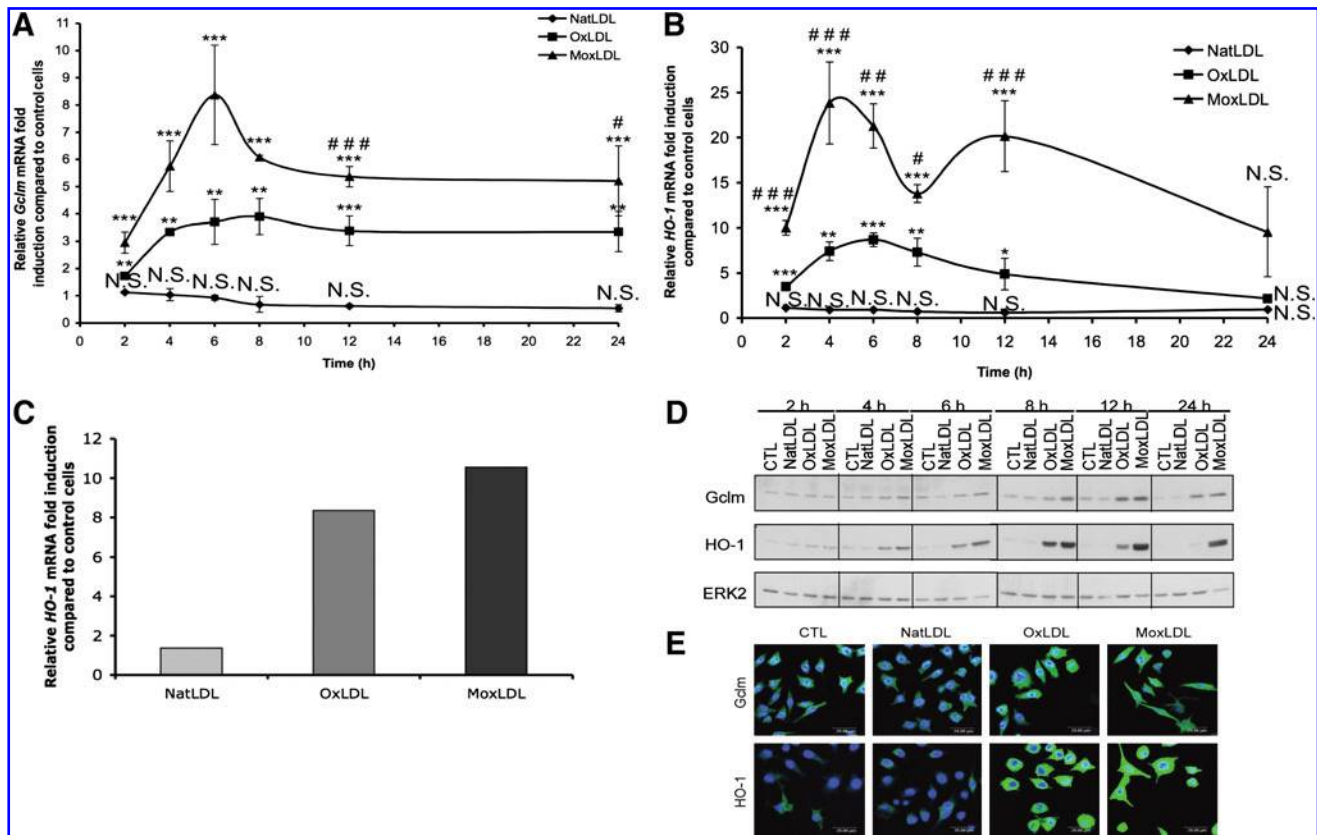 A
NatLDL
OxLDL
MoxLDL
Relative Gclm mRNA fold
induction compared to control cells
11
10
9
8
7
6
5
4
3
2
1
0
***
***
***
***
# # #
***
#
***
**
**
**
**
***
**
N.S.
N.S.
N.S.
N.S.
N.S.
N.S.
0 2 4 6 8 10 12 14 16 18 20 22 24
Time (h)
B
NatLDL
OxLDL
MoxLDL
Relative HO-1 mRNA fold induction
compared to control cells
30
25
20
15
10
5
0
# # #
***
# # #
***
# #
***
#
***
# # #
***
N.S.
***
**
***
**
*
N.S.
N.S.
N.S.
N.S.
N.S.
N.S.
N.S.
0 2 4 6 8 10 12 14 16 18 20 22 24
Time (h)
C
Relative HO-1 mRNA fold induction
compared to control cells
12
10
8
6
4
2
0
NatLDL OxLDL MoxLDL
D
2 h 4 h 6 h 8 h 12 h 24 h
CTL NatLDL OxLDL MoxLDL CTL NatLDL OxLDL MoxLDL CTL NatLDL OxLDL MoxLDL CTL NatLDL OxLDL MoxLDL CTL NatLDL OxLDL MoxLDL CTL NatLDL OxLDL MoxLDL
Gclm
HO-1
ERK2
E
CTL NatLDL OxLDL MoxLDL
Gclm
HO-1